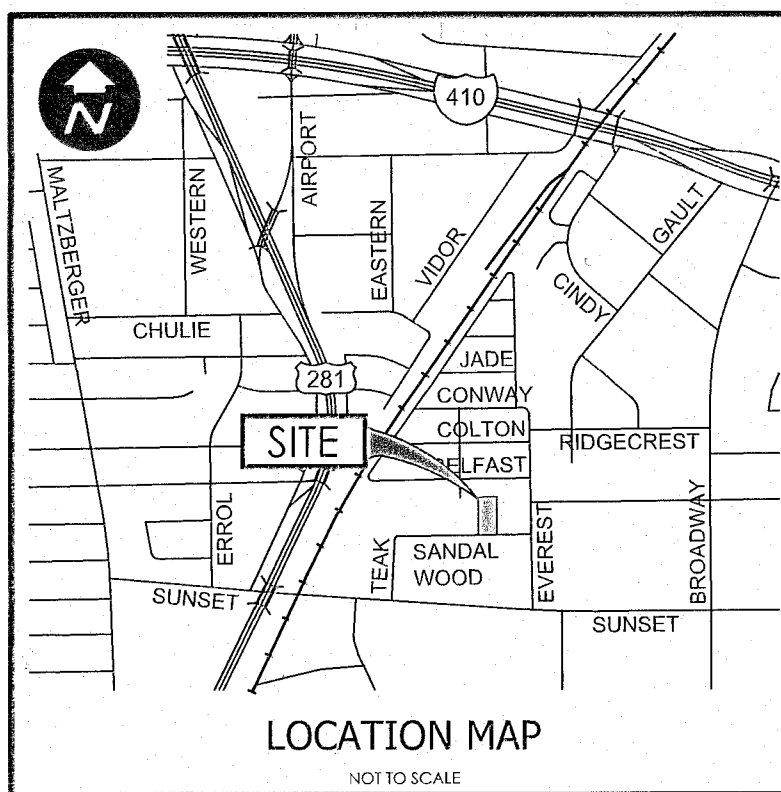 N
410
MALTZBERGER
WESTERN
AIRPORT
EASTERN
VIDOR
GAULT
CINDY
CHULIE
281
JADE
CONWAY
SITE
COLTON
RIDGECREST
BELFAST
ERROL
TEAK
SANDAL
WOOD
EVEREST
BROADWAY
SUNSET
SUNSET
LOCATION MAP
NOT TO SCALE